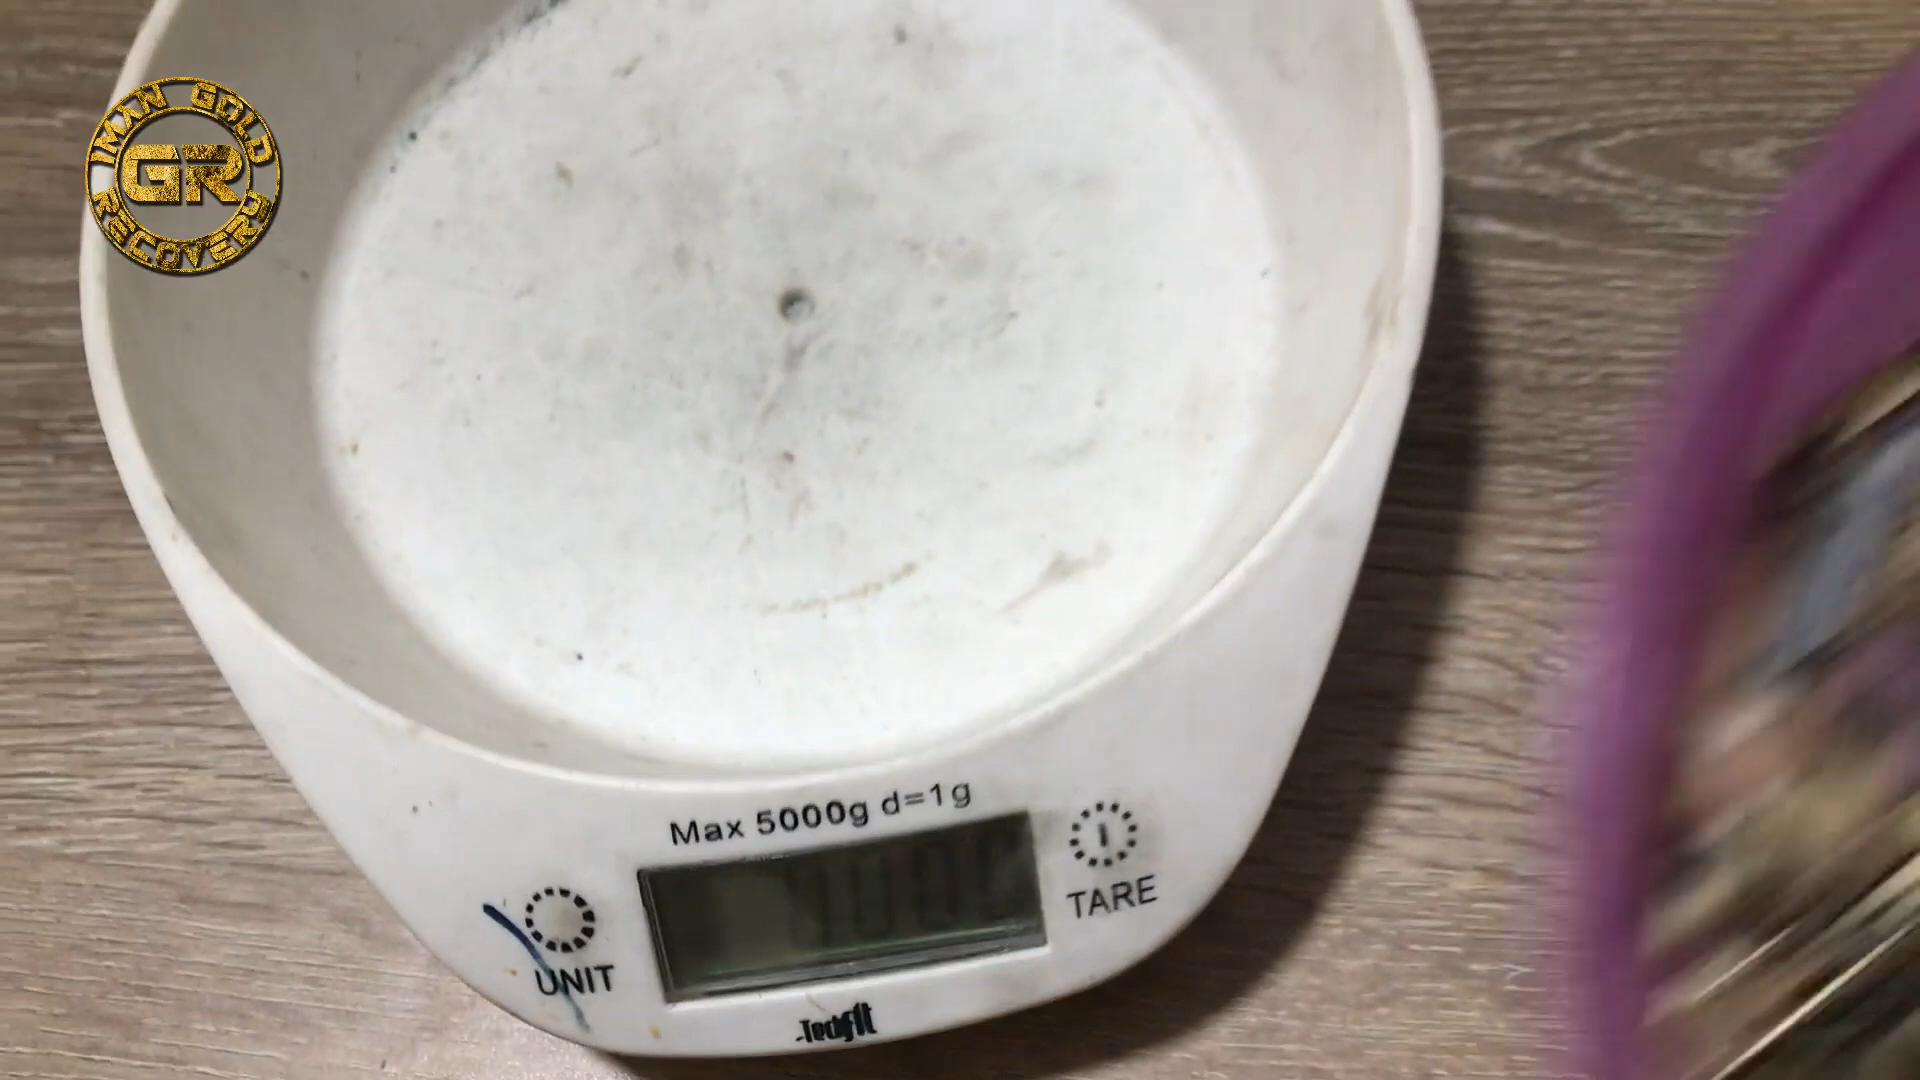 IMAN GOLD
GR
RECOVERY
Max 5000g d=1g
TARE
UNIT